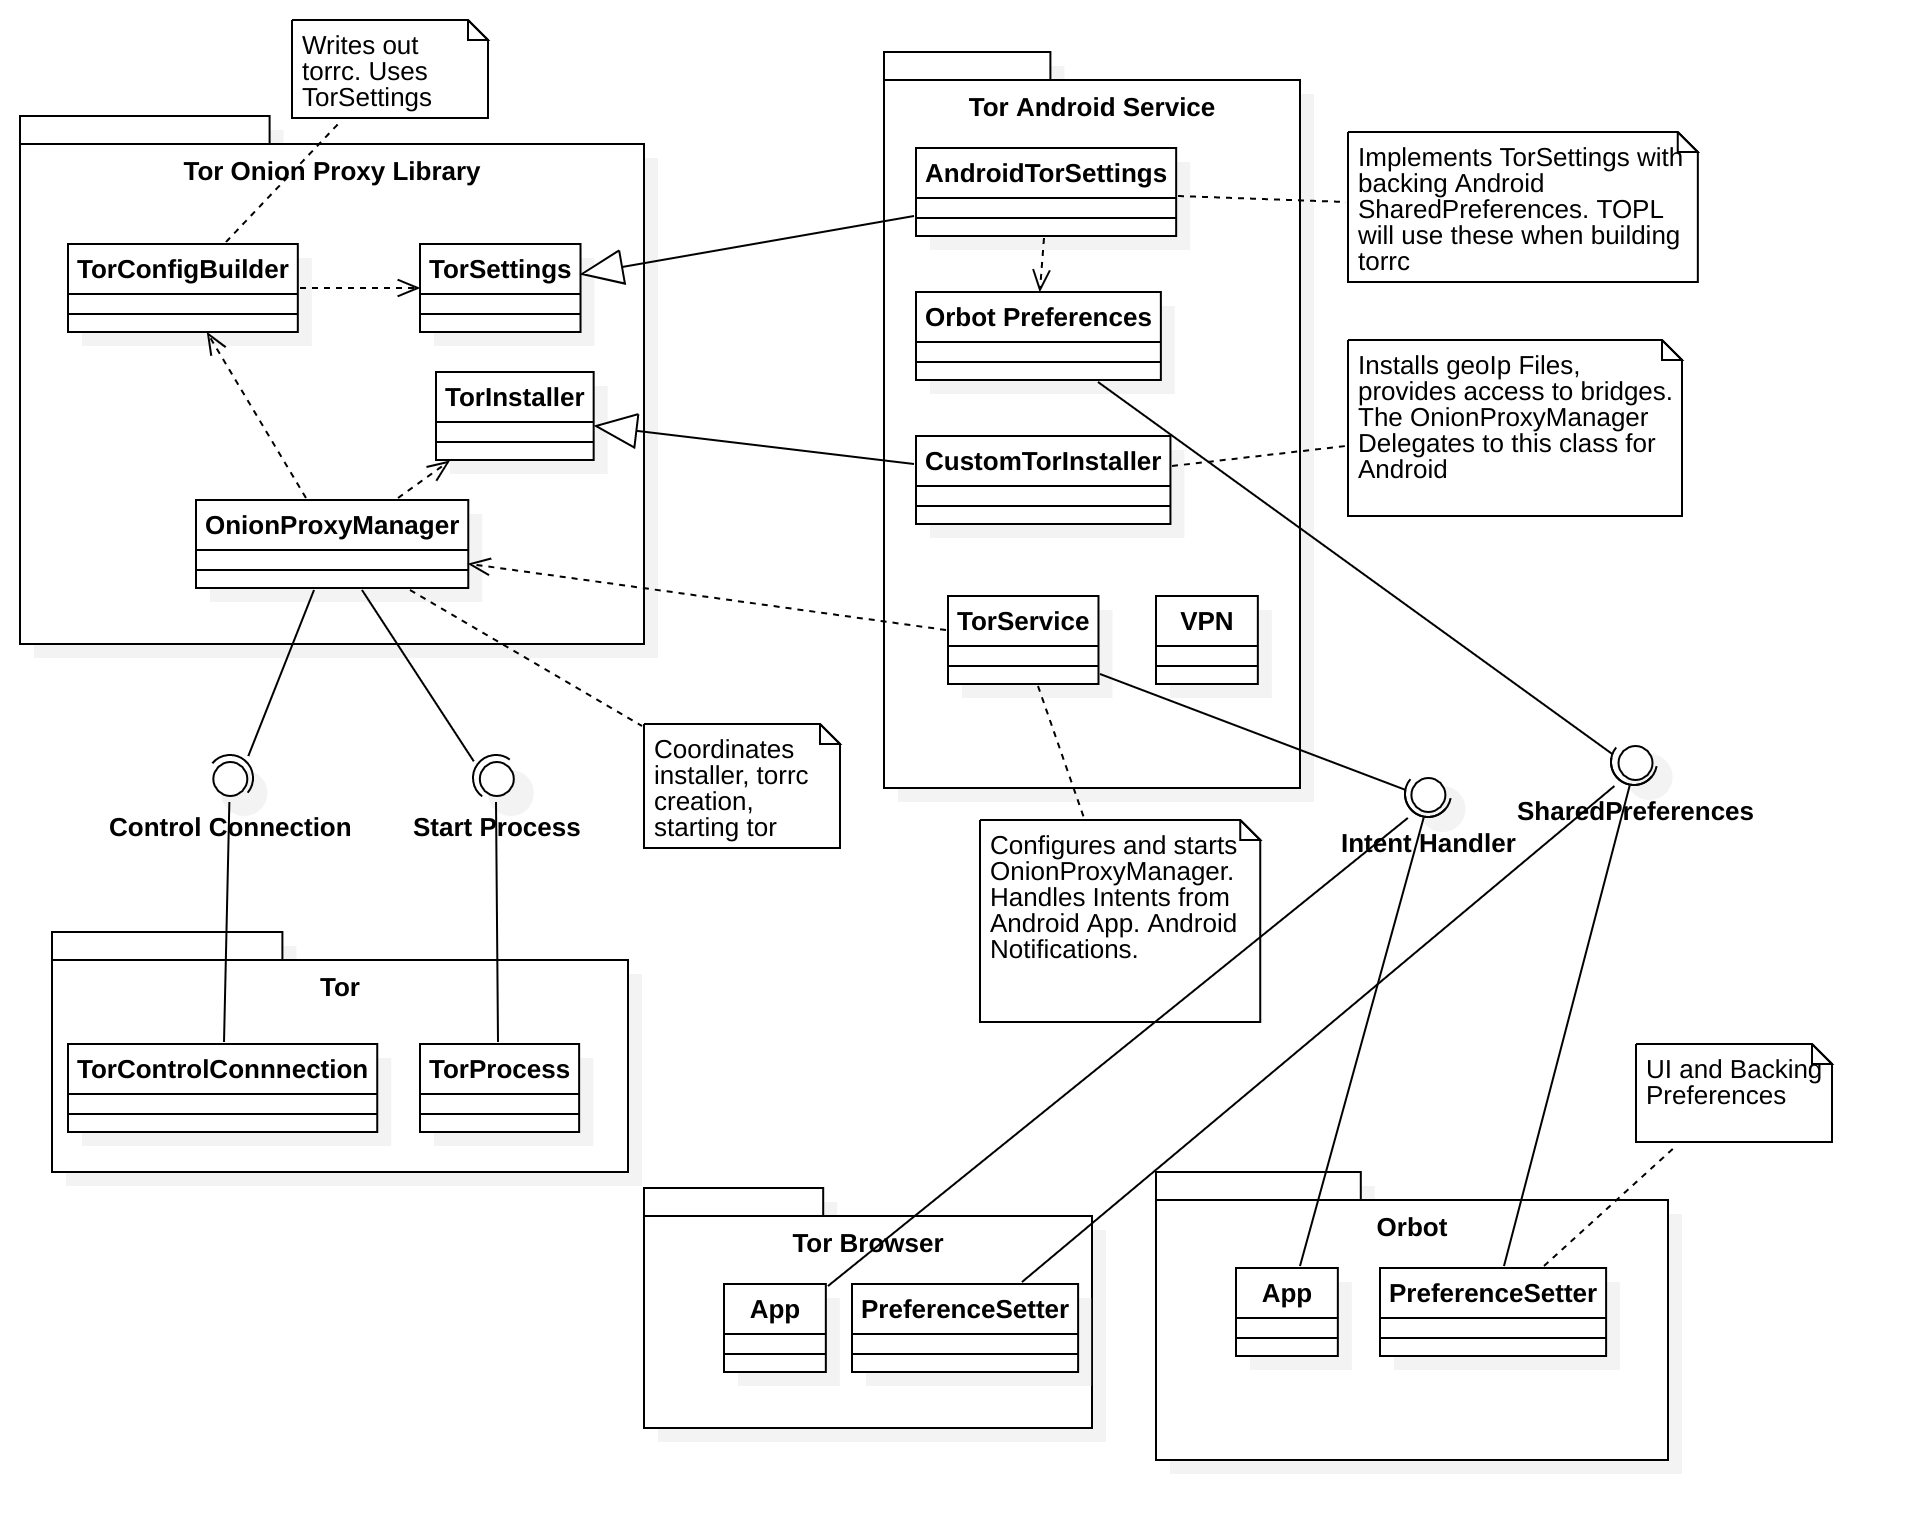 Writes out
torrc. Uses
TorSettings
Tor Onion Proxy Library
TorConfigBuilder
TorSettings
TorInstaller
OnionProxyManager
Tor Android Service
AndroidTorSettings
Orbot Preferences
CustomTorInstaller
TorService
VPN
Implements TorSettings with
backing Android
SharedPreferences. TOPL
will use these when building
torrc
Installs geoIp Files,
provides access to bridges.
The OnionProxyManager
Delegates to this class for
Android
Control Connection
Start Process
Coordinates
installer, torrc
creation,
starting tor
Configures and starts
OnionProxyManager.
Handles Intents from
Android App. Android
Notifications.
Intent Handler
SharedPreferences
Tor
TorControlConnnection
TorProcess
UI and Backing
Preferences
Tor Browser
App
PreferenceSetter
Orbot
App
PreferenceSetter